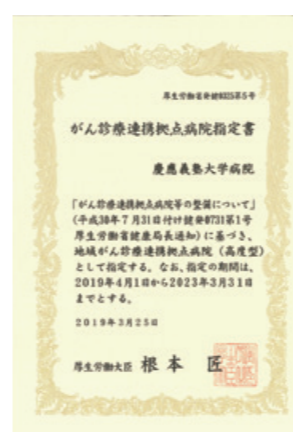 厚生労働省発健0325第5号
がん診療連携拠点病院指定書
慶應義塾大学病院
「がん診療連携拠点病院等の整備について」
(平成30年7月31日付け健発0731第1号
厚生労働省健康局長通知)に基づき、
地域がん診療連携拠点病院(高度型)
として指定する。なお、指定の期間は、
2019年4月1日から2023年3月31日
までとする。
2019年3月25日
厚生労働大臣 根本 匠